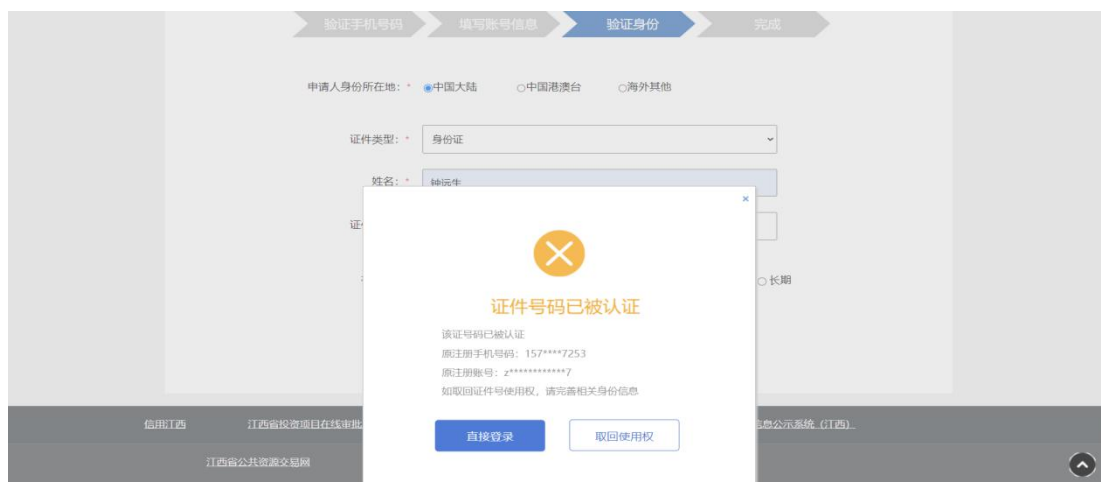 验证手机号码 填写账号信息 验证身份 完成
申请人身份所在地: * 中国大陆 中国港澳台 海外其他
证件类型: * 身份证
姓名: * 钟远生
×
证
长期
证件号码已被认证
该证号码已被认证
原注册手机号码: 157****7253
原注册账号: z************7
如取回证件号使用权, 请完善相关身份信息
直接登录 取回使用权
信用江西 江西省投资项目在线审批 信息公示系统 (江西)
江西省公共资源交易网